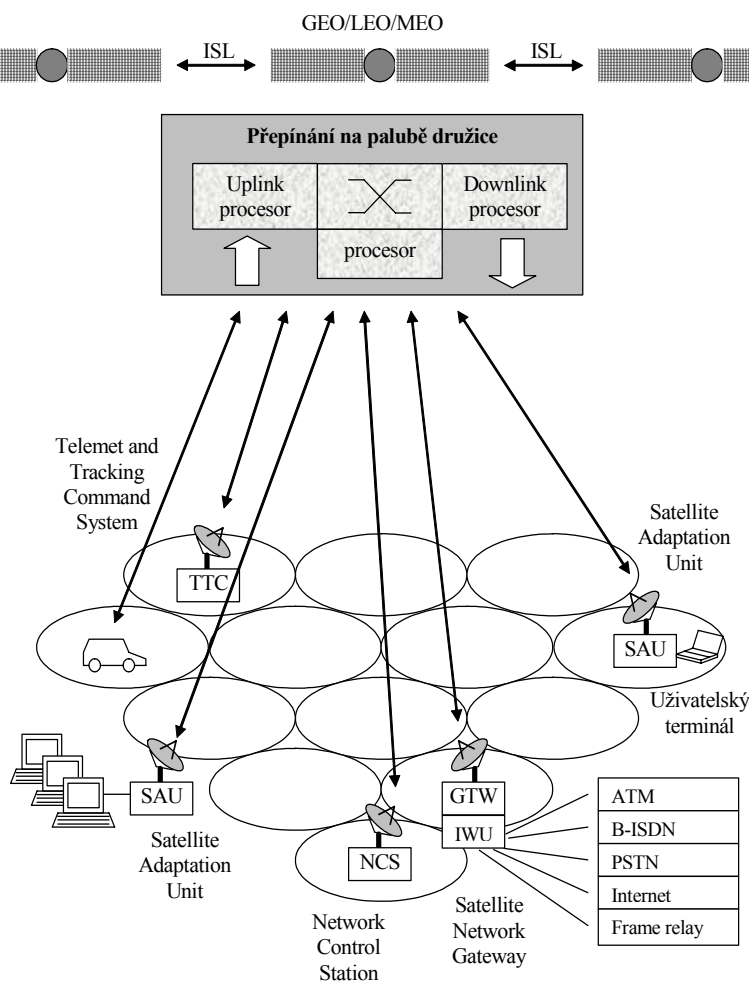 GEO/LEO/MEO
ISL
ISL
Přepínání na palubě družice
Uplink
procesor
Downlink
procesor
procesor
Telemet and
Tracking
Command
System
Satellite
Adaptation
Unit
TTC
SAU
Uživatelský
terminál
SAU
Satellite
Adaptation
Unit
GTW
IWU
NCS
ATM
B-ISDN
PSTN
Internet
Frame relay
Network
Control
Station
Satellite
Network
Gateway